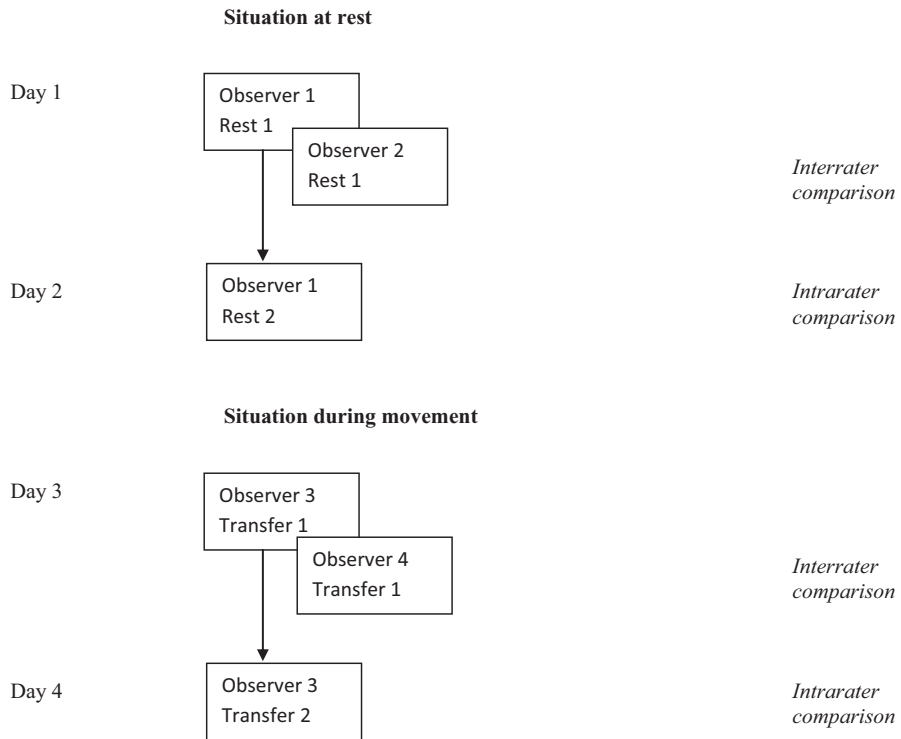 Situation at rest
Day 1
Observer 1
Rest 1
Observer 2
Rest 1
Interrater
comparison
Day 2
Observer 1
Rest 2
Intrarater
comparison
Situation during movement
Day 3
Observer 3
Transfer 1
Observer 4
Transfer 1
Interrater
comparison
Day 4
Observer 3
Transfer 2
Intrarater
comparison